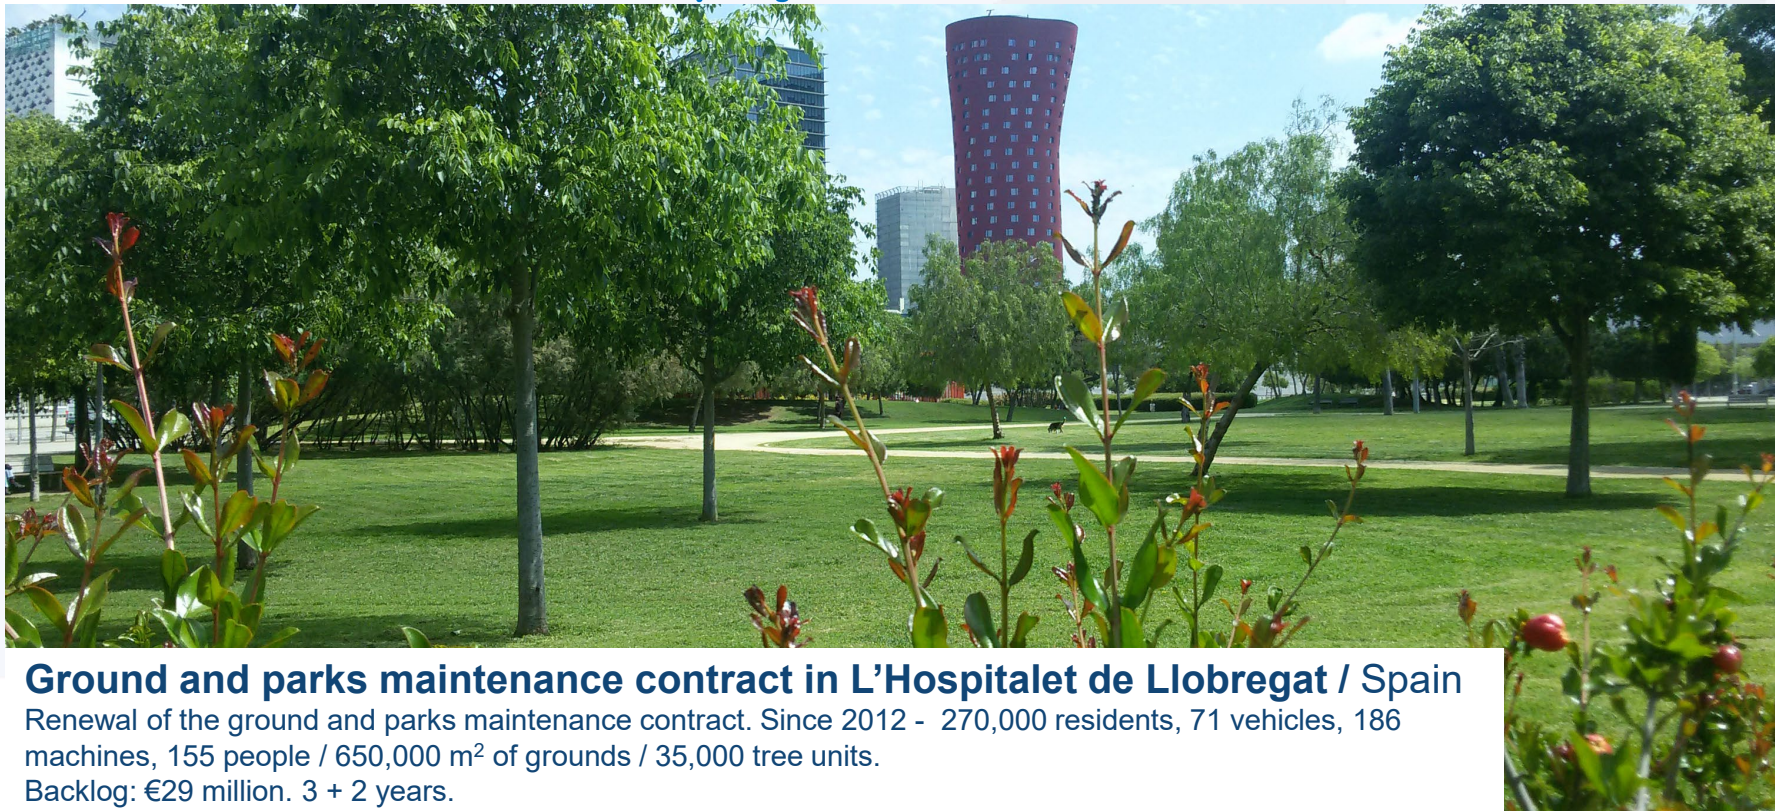 Ground and parks maintenance contract in L’Hospitalet de Llobregat / Spain
Renewal of the ground and parks maintenance contract. Since 2012 -  270,000 residents, 71 vehicles, 186
machines, 155 people / 650,000 m² of grounds / 35,000 tree units.
Backlog: €29 million. 3 + 2 years.